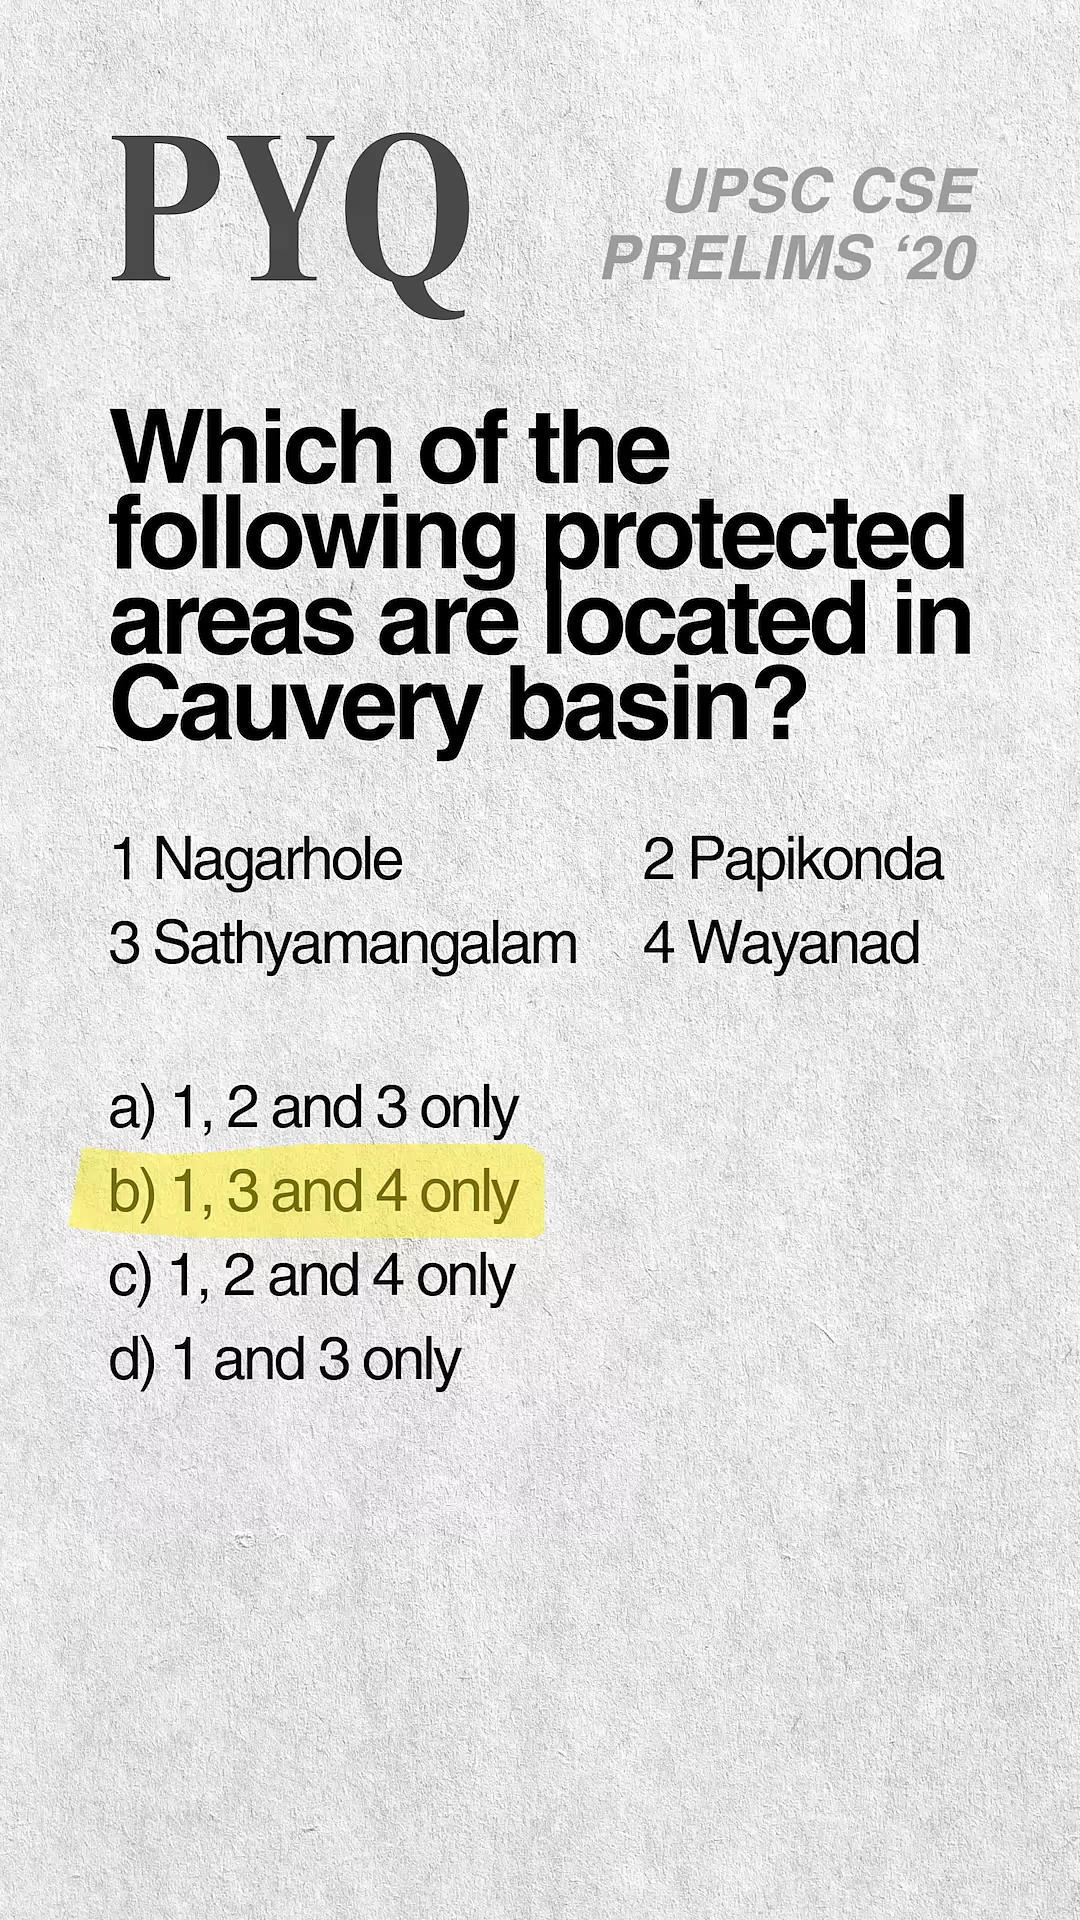 PYQ
UPSC CSE
PRELIMS ‘20
Which of the
following protected
areas are located in
Cauvery basin?
1 Nagarhole
2 Papikonda
3 Sathyamangalam
4 Wayanad
a) 1, 2 and 3 only
b) 1, 3 and 4 only
c) 1, 2 and 4 only
d) 1 and 3 only